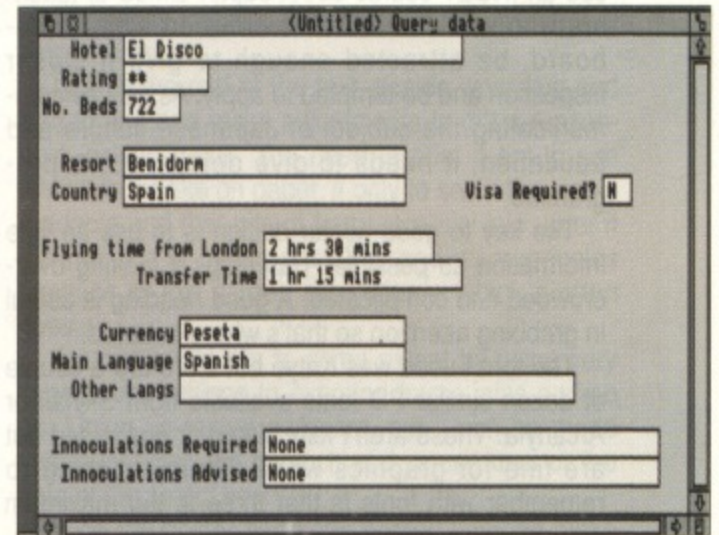 <Untitled> Query data
Hotel El Disco
Rating **
No. Beds 722
Resort Benidorm
Country Spain Visa Required? N
Flying time from London 2 hrs 30 mins
Transfer Time 1 hr 15 mins
Currency Peseta
Main Language Spanish
Other Langs
Innoculations Required None
Innoculations Advised None